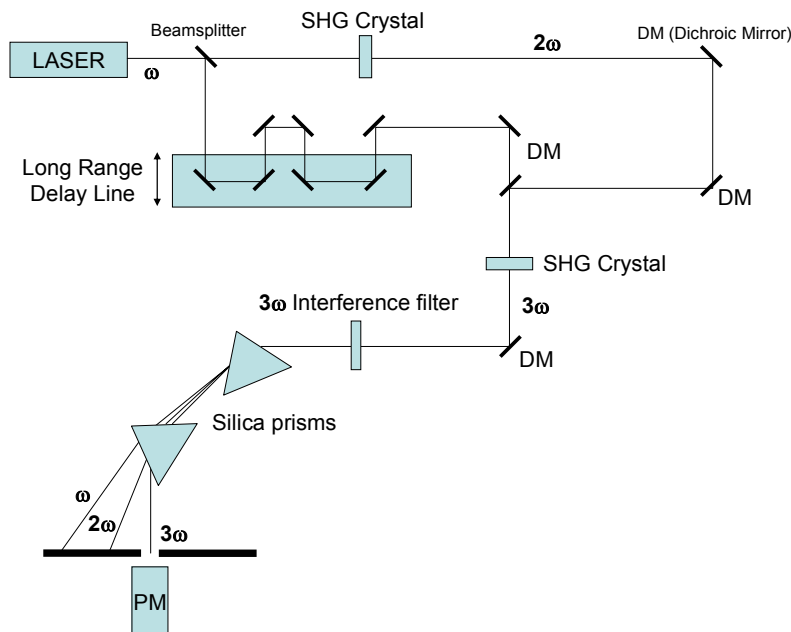 SHG Crystal
Beamsplitter
DM (Dichroic Mirror)
LASER
ω
2ω
Long Range
Delay Line
DM
DM
SHG Crystal
3ω Interference filter
3ω
DM
Silica prisms
ω
2ω
3ω
PM